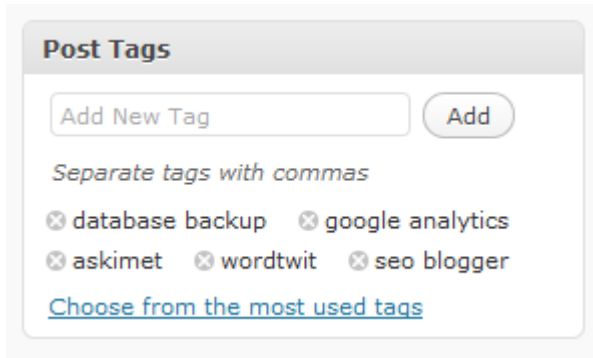 Post Tags
Add New Tag Add
Separate tags with commas
database backup google analytics
askimet wordtwit seo blogger
Choose from the most used tags